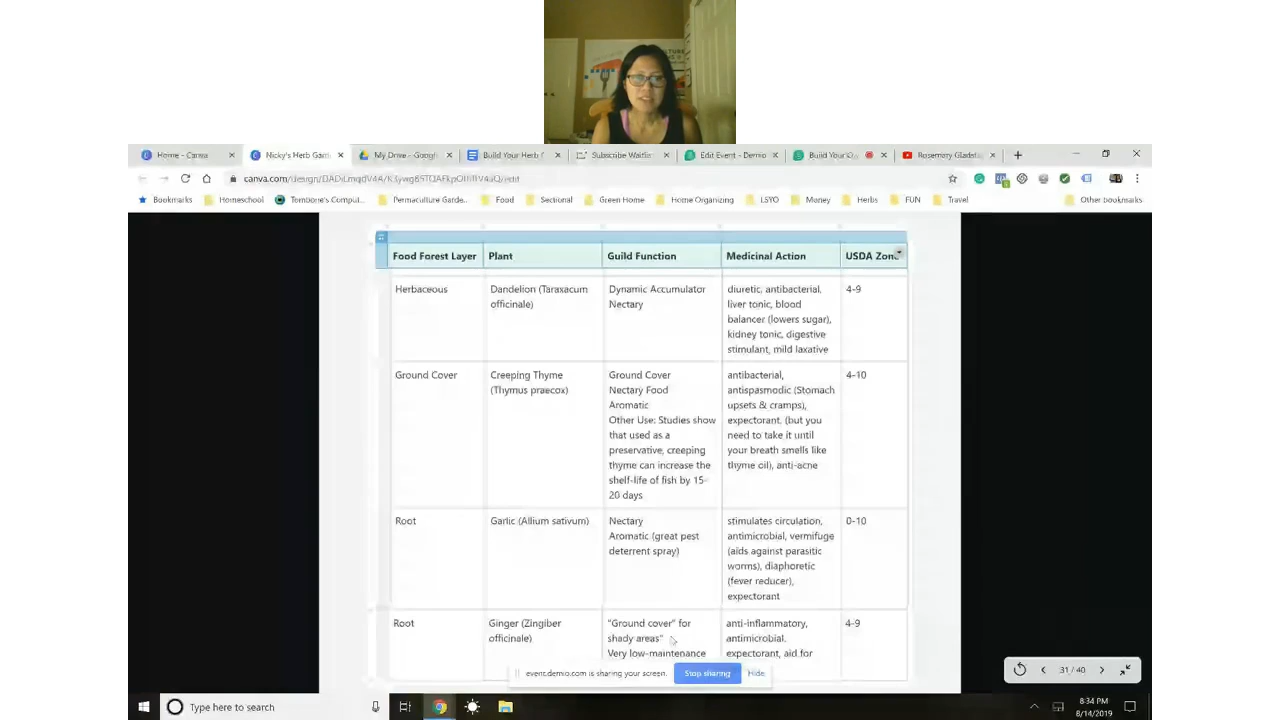 Home - Canva
Nicky's Herb Gard
My Drive - Google
Build Your Herb
Subscribe Waitlis
Edit Event - Demio
Build Your
Rosemary Gladsta
canva.com/design/
Bookmarks
Homeschool
Tombone's Comput...
Permaculture Garde...
Food
Sectional
Green Home
Home Organizing
LSYO
Money
Herbs
FUN
Travel
Other bookmarks
Food Forest Layer
Plant
Guild Function
Medicinal Action
USDA Zone
Herbaceous
Dandelion (Taraxacum
officinale)
Dynamic Accumulator
Nectary
diuretic, antibacterial,
liver tonic, blood
balancer (lowers sugar),
kidney tonic, digestive
stimulant, mild laxative
4-9
Ground Cover
Creeping Thyme
(Thymus praecox)
Ground Cover
Nectary Food
Aromatic
Other Use: Studies show
that used as a
preservative, creeping
thyme can increase the
shelf-life of fish by 15-
20 days
antibacterial,
antispasmodic (Stomach
upsets & cramps),
expectorant, (but you
need to take it until
your breath smells like
thyme oil), anti-acne
4-10
Root
Garlic (Allium sativum)
Nectary
Aromatic (great pest
deterrent spray)
stimulates circulation,
antimicrobial, vermifuge
(aids against parasitic
worms), diaphoretic
(fever reducer),
expectorant
0-10
Root
Ginger (Zingiber
officinale)
"Ground cover" for
shady areas"
Very low-maintenance
anti-inflammatory,
antimicrobial,
expectorant, aid for
4-9
event.demio.com is sharing your screen.
Stop sharing
Hide
31 / 40
Type here to search
8:34 PM
8/14/2019